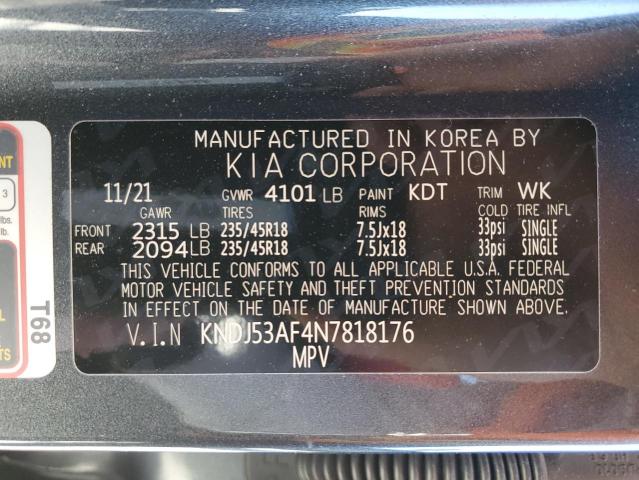 MANUFACTURED IN KOREA BY
KIA CORPORATION
11/21 GVWR 4101 LB PAINT KDT TRIM WK
GAWR TIRES RIMS COLD TIRE INFL
FRONT 2315 LB 235/45R18 7.5Jx18 33psi SINGLE
REAR 2094 LB 235/45R18 7.5Jx18 33psi SINGLE
THIS VEHICLE CONFORMS TO ALL APPLICABLE U.S.A. FEDERAL
MOTOR VEHICLE SAFETY AND THEFT PREVENTION STANDARDS
IN EFFECT ON THE DATE OF MANUFACTURE SHOWN ABOVE.
V.I.N KNDJ53AF4N7818176
MPV
T68
3
lbs.
lb.